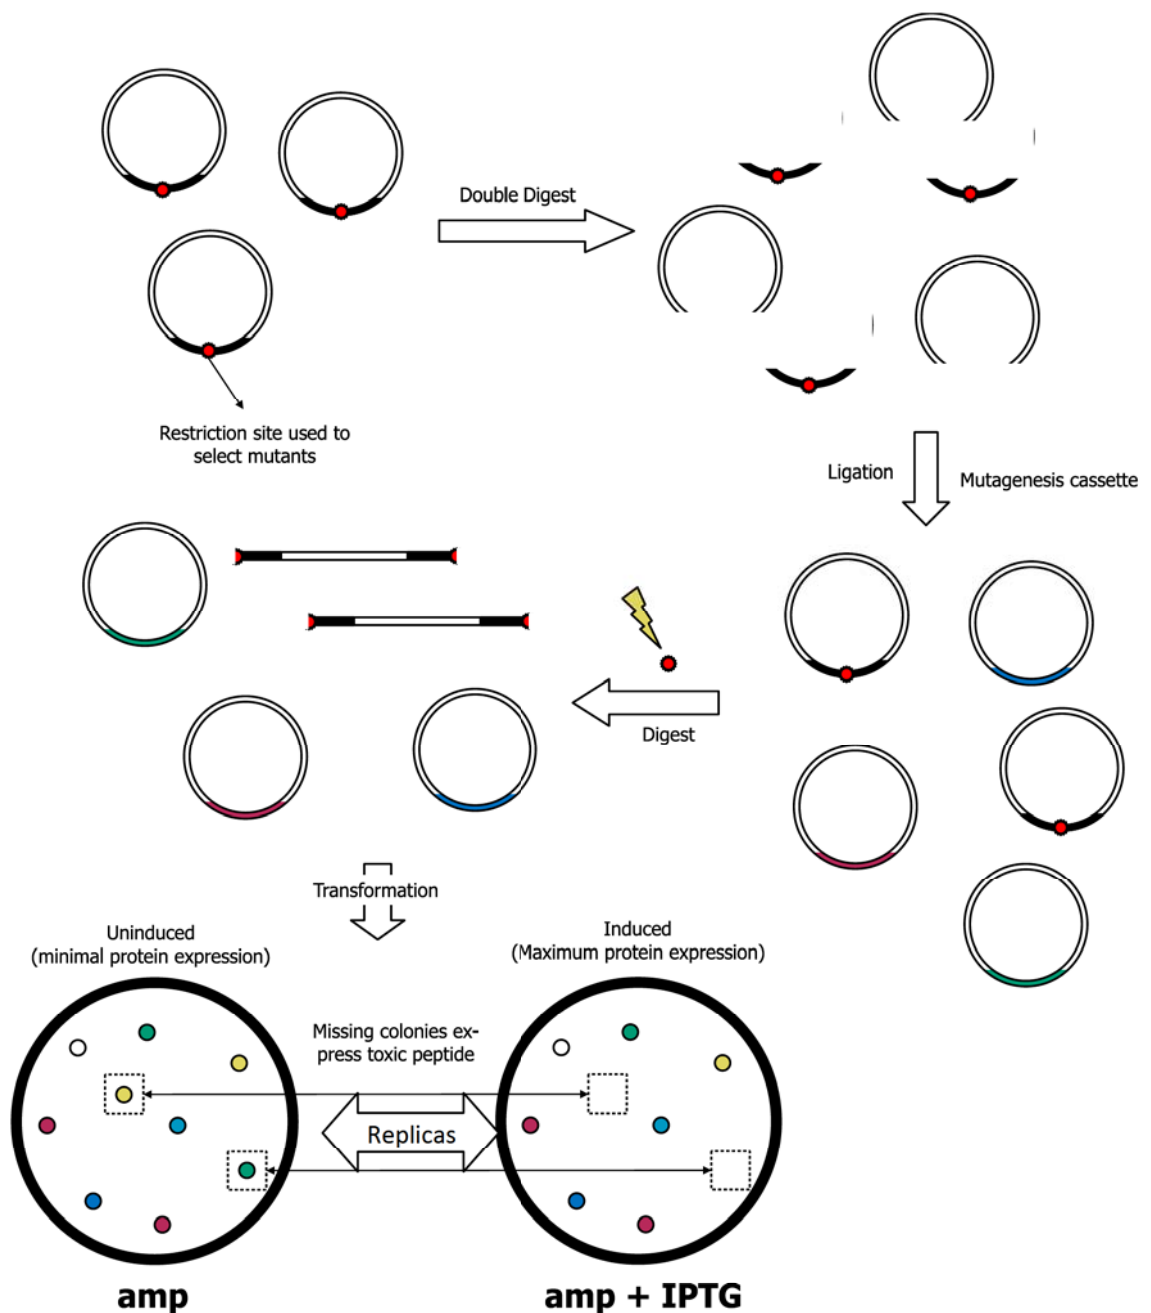 Double Digest
Restriction site used to
select mutants
Ligation
Mutagenesis cassette
Digest
Transformation
Uninduced
(minimal protein expression)
Induced
(Maximum protein expression)
Missing colonies ex-
press toxic peptide
Replicas
amp
amp + IPTG